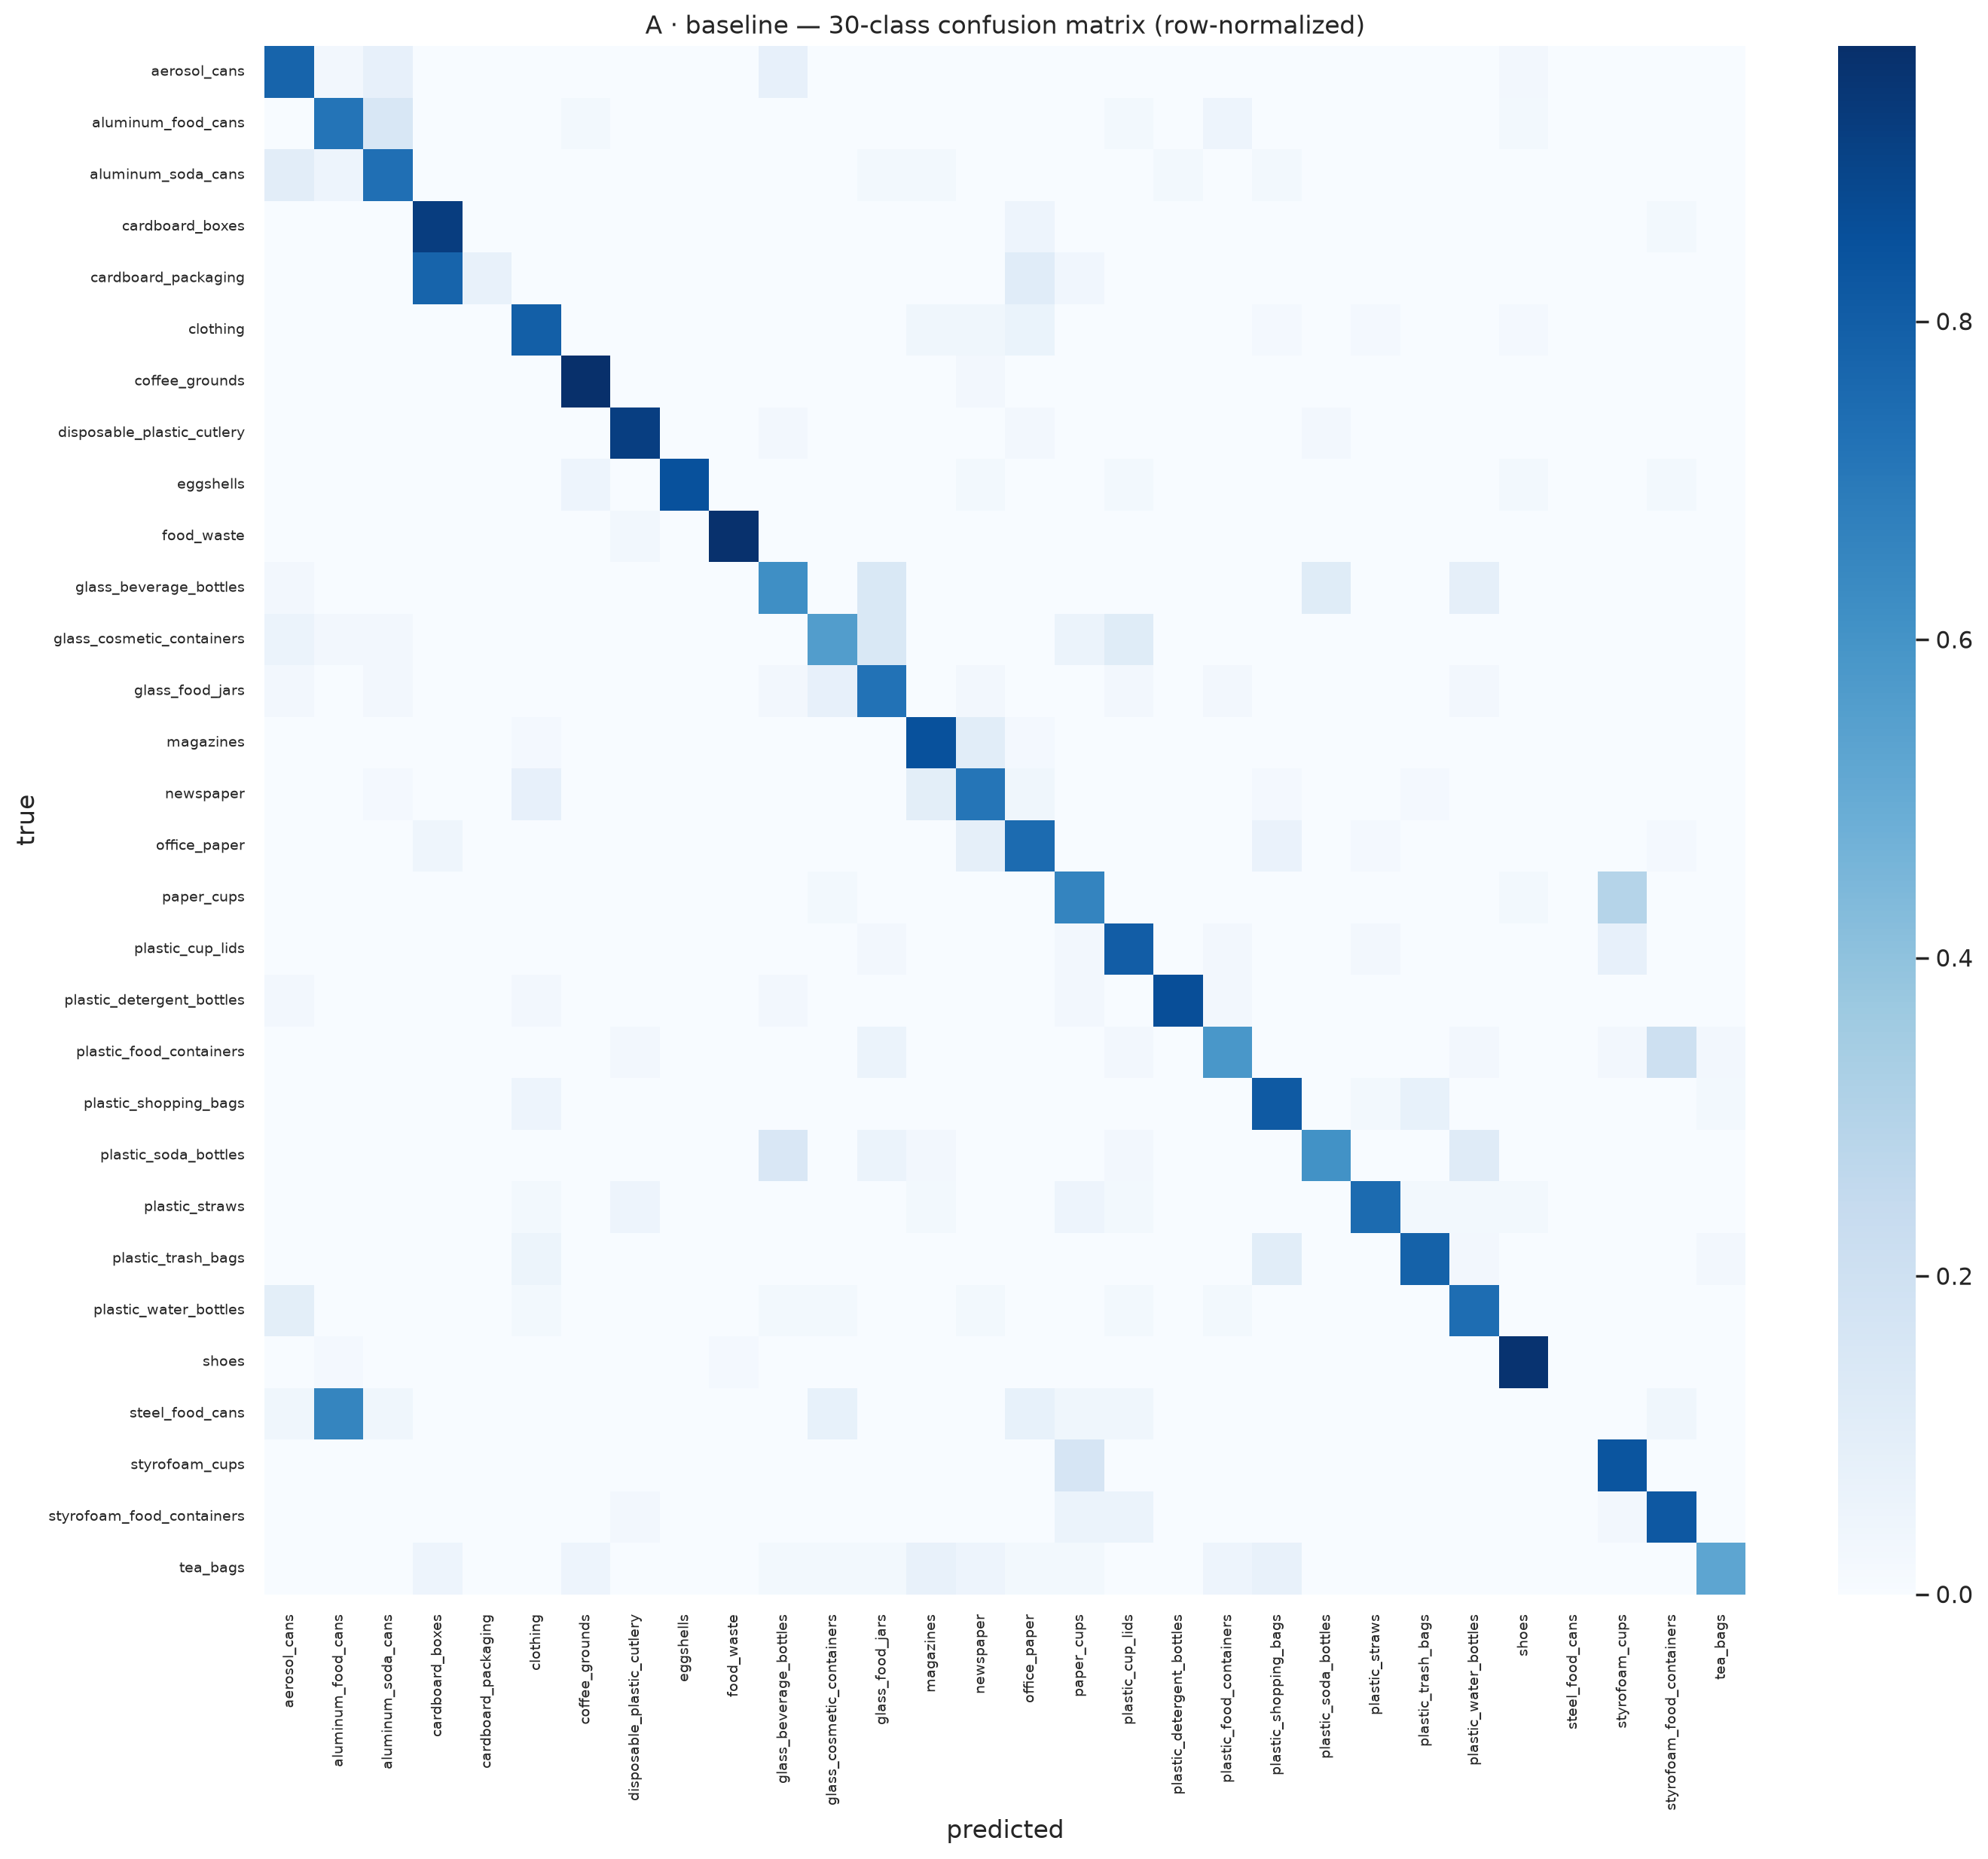 A · baseline — 30-class confusion matrix (row-normalized)
aerosol_cans
aluminum_food_cans
aluminum_soda_cans
cardboard_boxes
cardboard_packaging
clothing
coffee_grounds
disposable_plastic_cutlery
eggshells
food_waste
glass_beverage_bottles
glass_cosmetic_containers
glass_food_jars
magazines
newspaper
office_paper
paper_cups
plastic_cup_lids
plastic_detergent_bottles
plastic_food_containers
plastic_shopping_bags
plastic_soda_bottles
plastic_straws
plastic_trash_bags
plastic_water_bottles
shoes
steel_food_cans
styrofoam_cups
styrofoam_food_containers
tea_bags
true
aerosol_cans
aluminum_food_cans
aluminum_soda_cans
cardboard_boxes
cardboard_packaging
clothing
coffee_grounds
disposable_plastic_cutlery
eggshells
food_waste
glass_beverage_bottles
glass_cosmetic_containers
glass_food_jars
magazines
newspaper
office_paper
paper_cups
plastic_cup_lids
plastic_detergent_bottles
plastic_food_containers
plastic_shopping_bags
plastic_soda_bottles
plastic_straws
plastic_trash_bags
plastic_water_bottles
shoes
steel_food_cans
styrofoam_cups
styrofoam_food_containers
tea_bags
predicted
0.8
0.6
0.4
0.2
0.0